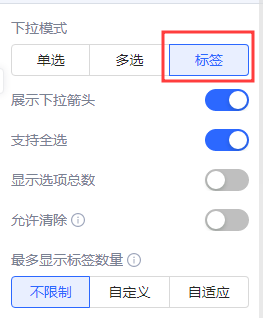 下拉模式
单选 多选 标签
展示下拉箭头
支持全选
显示选项总数
允许清除
最多显示标签数量
不限制 自定义 自适应